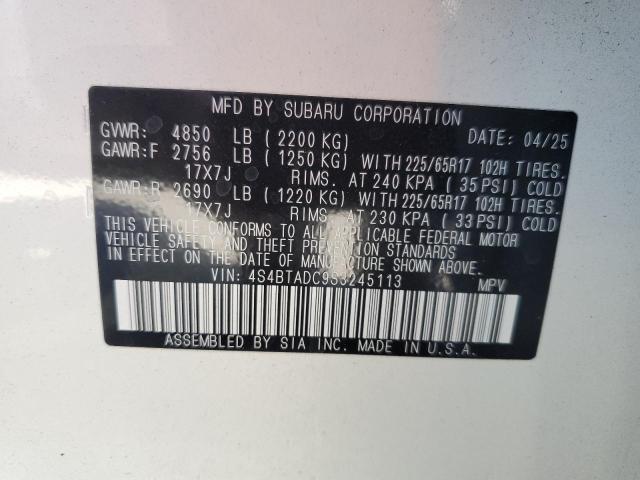 MFD BY SUBARU CORPORATION
GVWR: 4850 LB (2200 KG) DATE: 04/25
GAWR:F 2756 LB (1250 KG) WITH 225/65R17 102H TIRES.
17X7J RIMS. AT 240 KPA (35 PSI) COLD
GAWR:R 2690 LB (1220 KG) WITH 225/65R17 102H TIRES.
17X7J RIMS. AT 230 KPA (33 PSI) COLD
THIS VEHICLE CONFORMS TO ALL APPLICABLE FEDERAL MOTOR
VEHICLE SAFETY AND THEFT PREVENTION STANDARDS
IN EFFECT ON THE DATE OF MANUFACTURE SHOWN ABOVE.
VIN: 4S4BTADC9S3245113 MPV
ASSEMBLED BY SIA INC. MADE IN U.S.A.